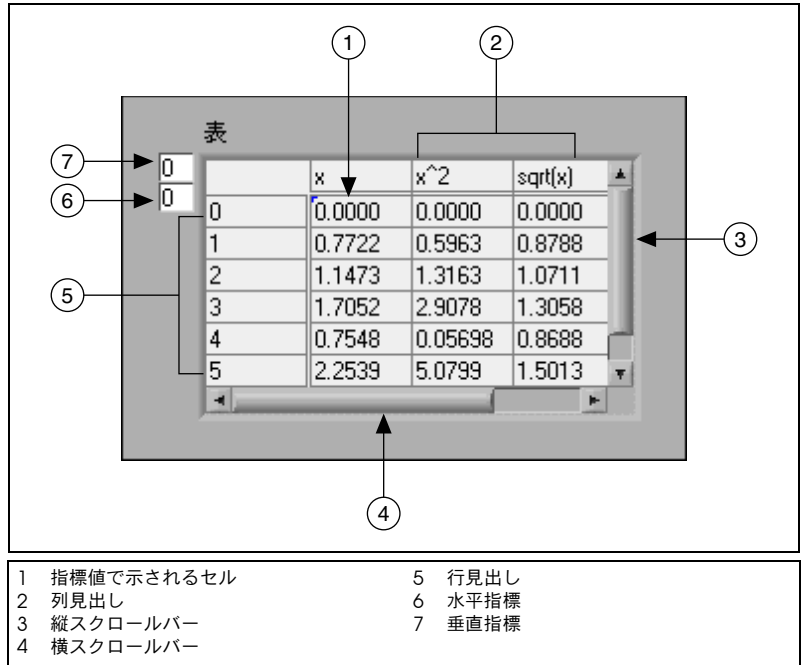 1 2
表
7 0
6 0
x x^2 sqrt(x)
0 0.0000 0.0000 0.0000
1 0.7722 0.5963 0.8788
2 1.1473 1.3163 1.0711
3 1.7052 2.9078 1.3058
4 0.7548 0.05698 0.8688
5 2.2539 5.0799 1.5013
3
5
4
1 指標値で示されるセル
2 列見出し
3 縦スクロールバー
4 横スクロールバー
5 行見出し
6 水平指標
7 垂直指標